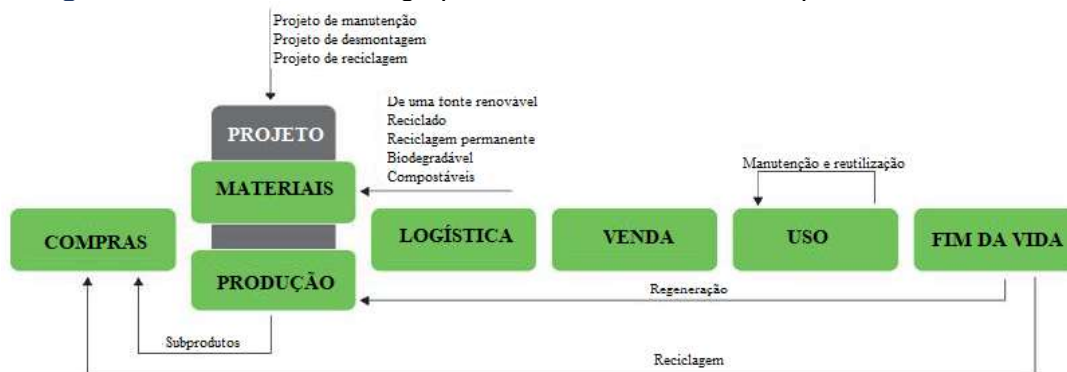 Projeto de manutenção
Projeto de desmontagem
Projeto de reciclagem
De uma fonte renovável
Reciclado
Reciclagem permanente
Biodegradável
Compostáveis
PROJETO
MATERIAIS
Manutenção e reutilização
COMPRAS
LOGÍSTICA
VENDA
USO
FIM DA VIDA
PRODUÇÃO
Regeneração
Subprodutos
Reciclagem